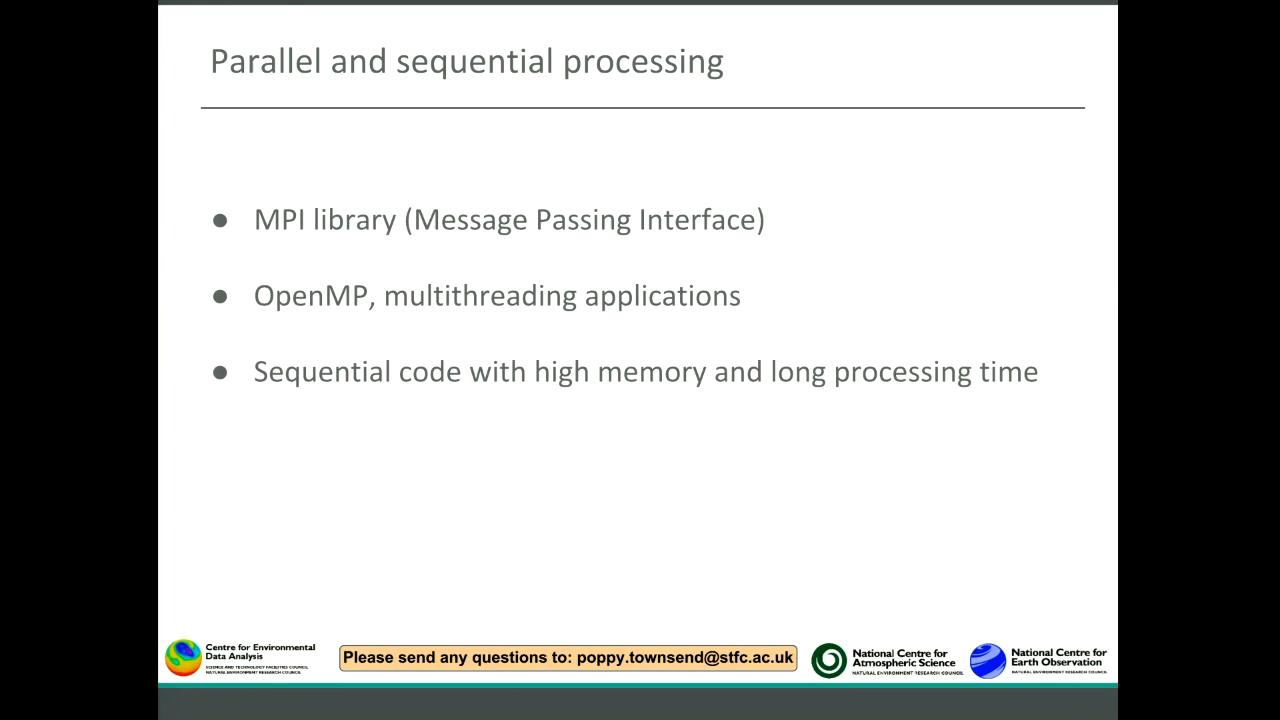 Parallel and sequential processing
● MPI library (Message Passing Interface)
● OpenMP, multithreading applications
● Sequential code with high memory and long processing time
Centre for Environmental
Data Analysis
SCIENCE AND TECHNOLOGY FACILITIES COUNCIL
NATURAL ENVIRONMENT RESEARCH COUNCIL
Please send any questions to: poppy.townsend@stfc.ac.uk
National Centre for
Atmospheric Science
NATURAL ENVIRONMENT RESEARCH COUNCIL
National Centre for
Earth Observation
NATURAL ENVIRONMENT RESEARCH COUNCIL